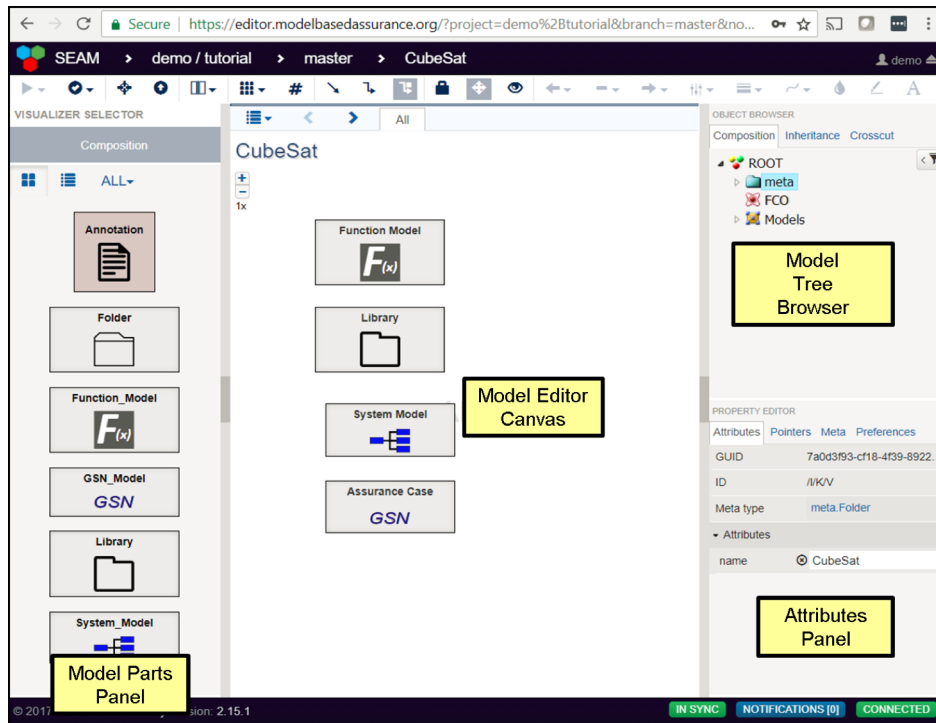 Secure https://editor.modelbasedassurance.org/?project=demo%2Btutorial&branch=master&no...
SEAM > demo / tutorial > master > CubeSat
demo
VISUALIZER SELECTOR
Composition
ALL
Annotation
Folder
Function_Model
F(x)
GSN_Model
GSN
Library
System_Model
Model Parts
Panel
All
CubeSat
+
−
1x
Function Model
F(x)
Library
System Model
Assurance Case
GSN
Model Editor
Canvas
OBJECT BROWSER
Composition Inheritance Crosscut
ROOT
meta
FCO
Models
Model
Tree
Browser
PROPERTY EDITOR
Attributes Pointers Meta Preferences
GUID 7a0d3f93-cf18-4f39-8922.
ID /I/K/V
Meta type meta.Folder
Attributes
name CubeSat
Attributes
Panel
© 2017 sion: 2.15.1
IN SYNC NOTIFICATIONS [0] CONNECTED